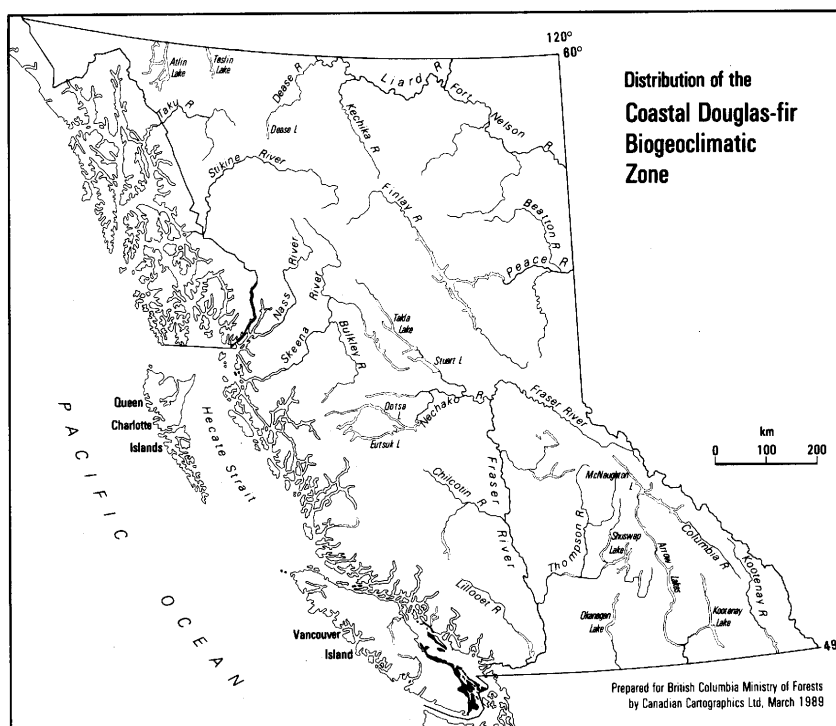 120°
60°
Distribution of the
Coastal Douglas-fir
Biogeoclimatic
Zone
Atlin
Lake
Teslin
Lake
Taku R
Dease R
Dease L
Liard R
Kechika R
Fort Nelson R
Stikine River
Finlay R
Beatton R
Peace R
Nass River
River
Skeena
Bulkley R
Takla
Lake
Stuart L
Queen
Charlotte
Islands
Hecate Strait
Ootsa
L
Eutsuk L
Nechako R
Fraser River
km
0 100 200
PACIFIC OCEAN
Chilcotin R
Fraser River
McNaughton
L
Thompson R
Shuswap
Lake
Arrow Lakes
Columbia R
Kootenay R
Lillooet R
Okanagan
Lake
Kootenay
Lake
49
Vancouver
Island
Prepared for British Columbia Ministry of Forests
by Canadian Cartographics Ltd, March 1989